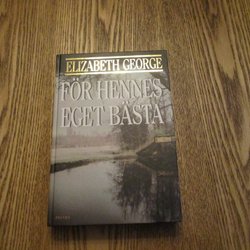 ELIZABETH GEORGE
FÖR HENNES
EGET BÄSTA